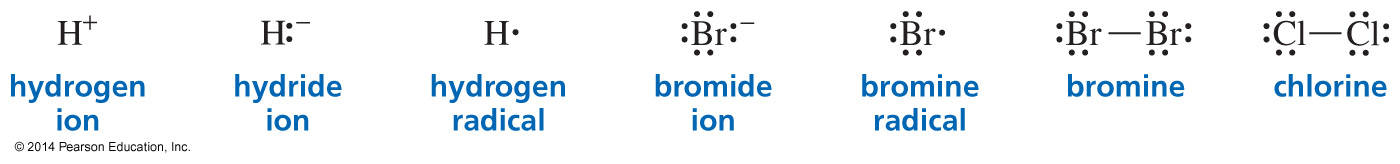 H⁺ H:⁻ H· :Br:⁻ :Br· :Br—Br: :Cl—Cl:
hydrogen hydride hydrogen bromide bromine bromine chlorine
ion ion radical ion radical
© 2014 Pearson Education, Inc.